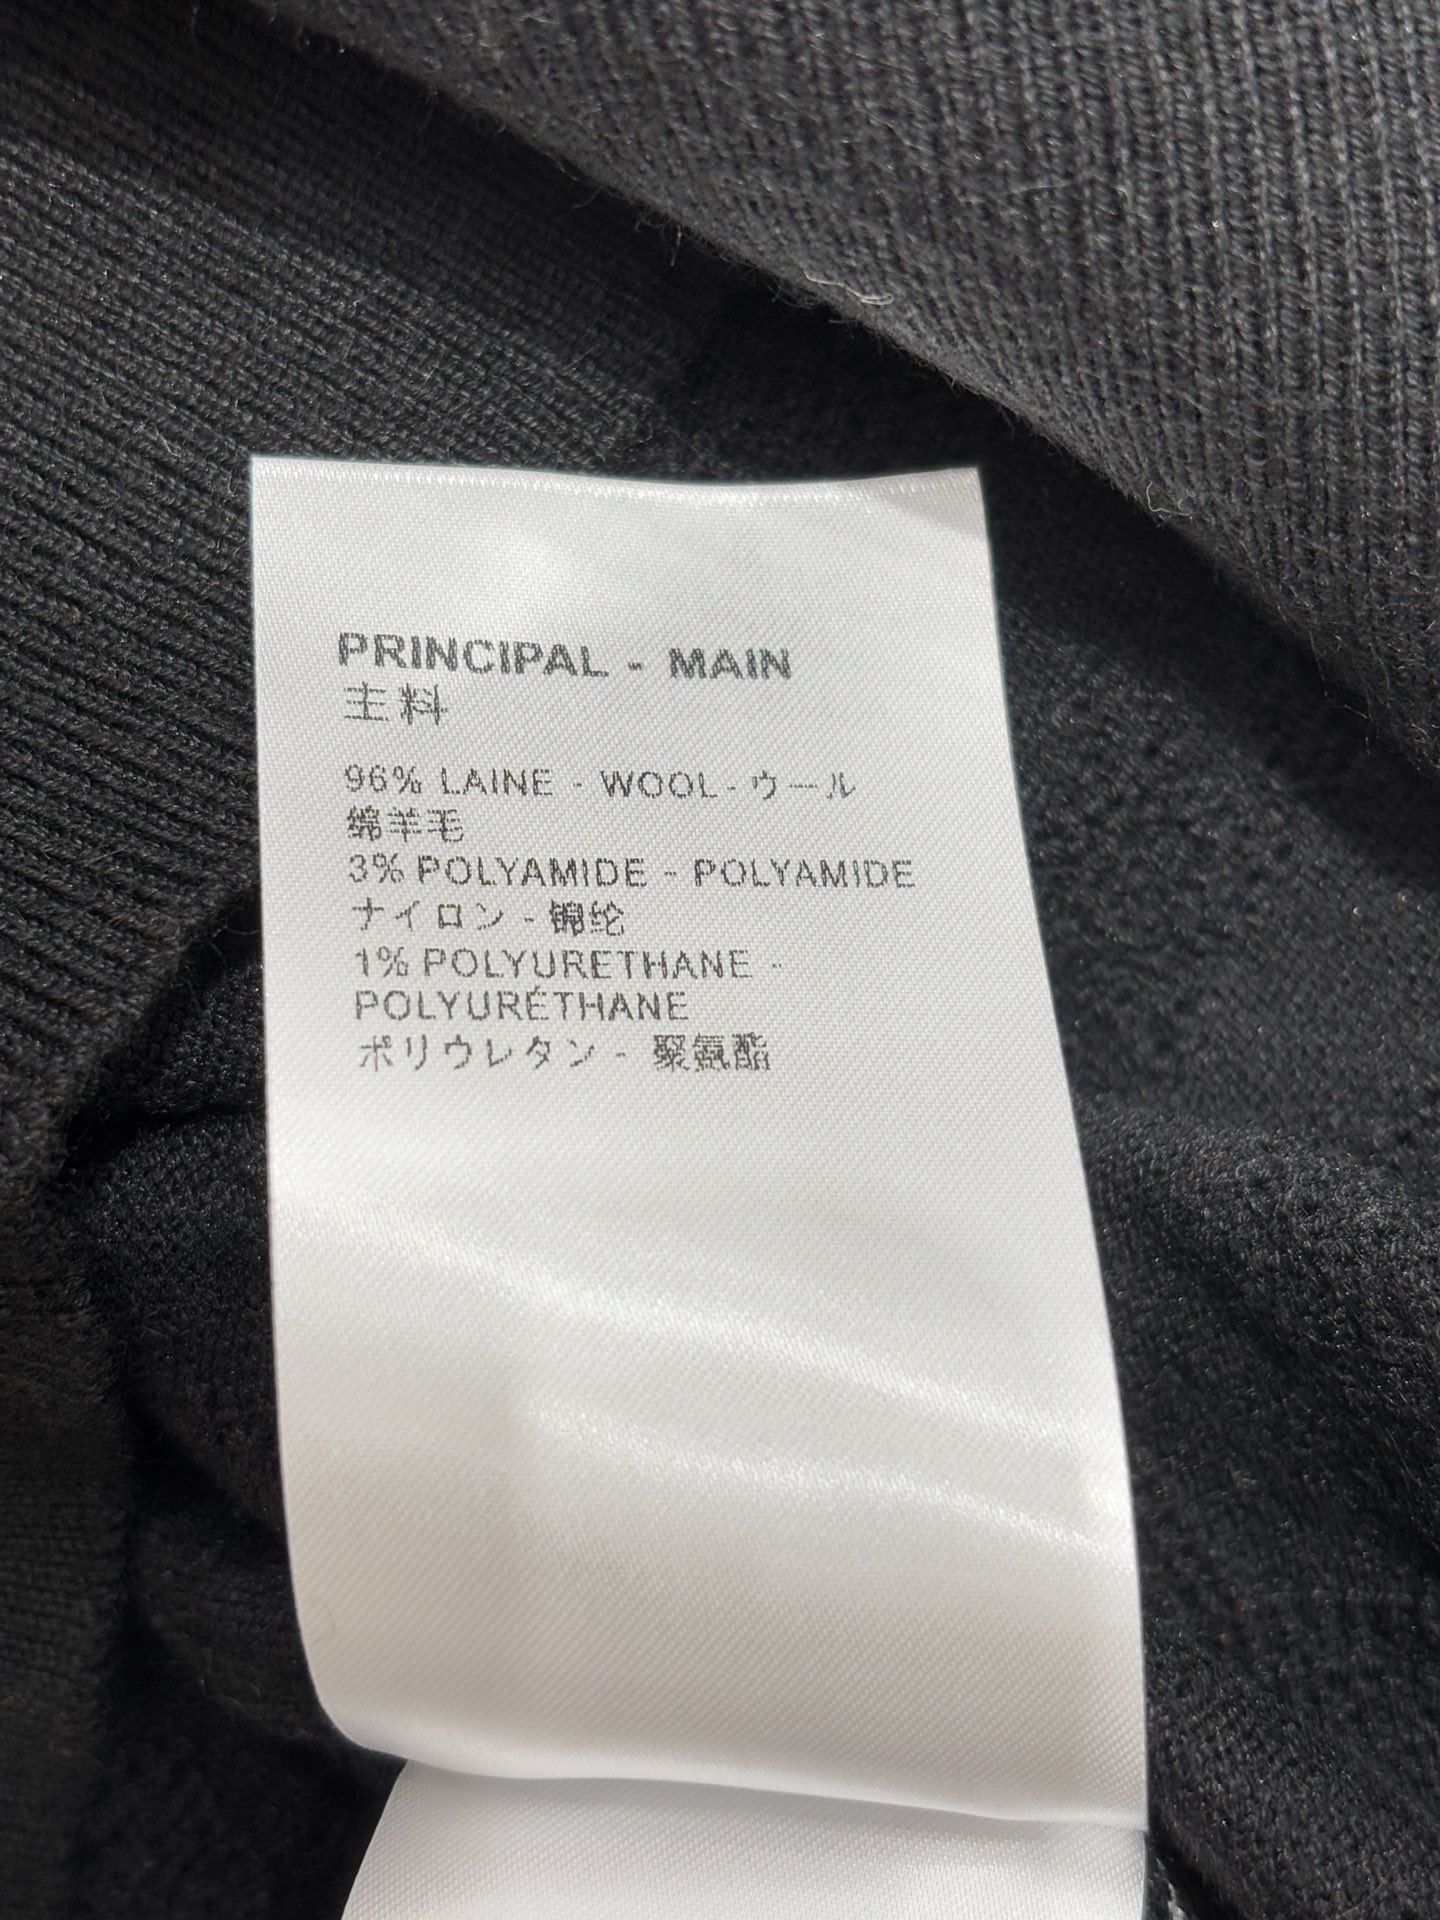 PRINCIPAL - MAIN
主料
96% LAINE - WOOL - ウール
绵羊毛
3% POLYAMIDE - POLYAMIDE
ナイロン - 锦纶
1% POLYURETHANE -
POLYURÉTHANE
ポリウレタン - 聚氨酯